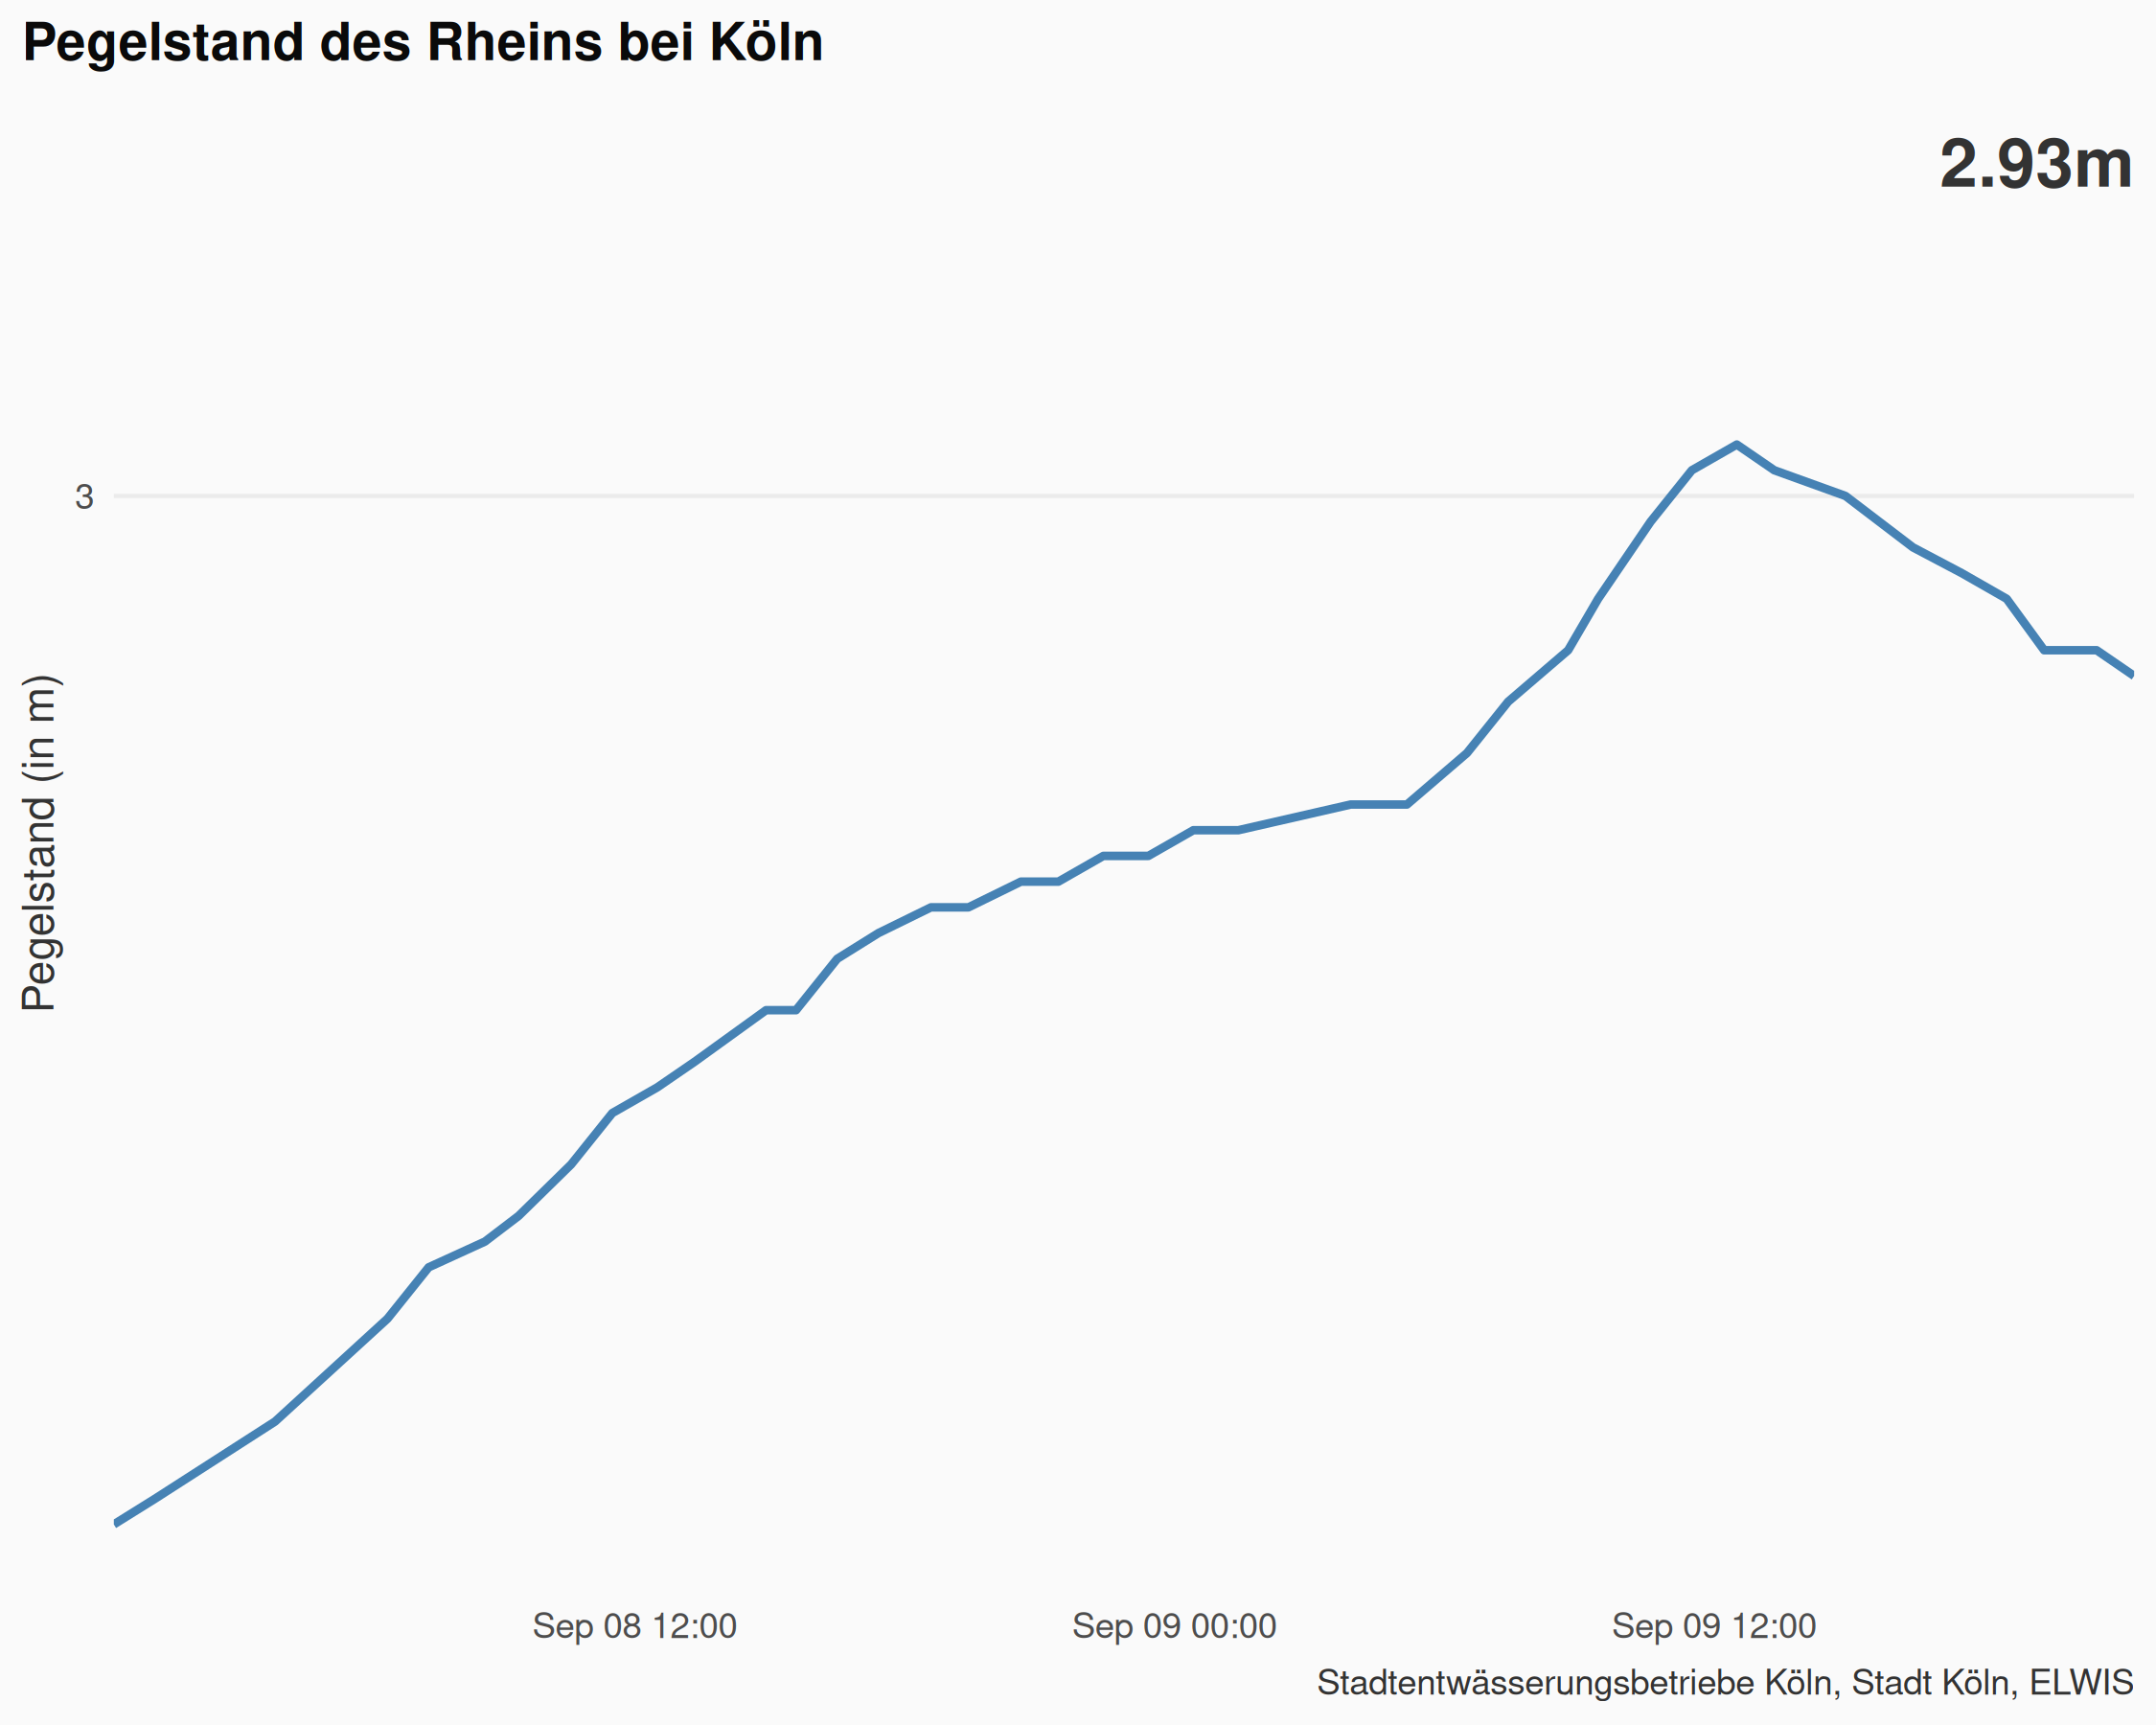 Pegelstand des Rheins bei Köln
2.93m
3
Pegelstand (in m)
Sep 08 12:00
Sep 09 00:00
Sep 09 12:00
Stadtentwässerungsbetriebe Köln, Stadt Köln, ELWIS